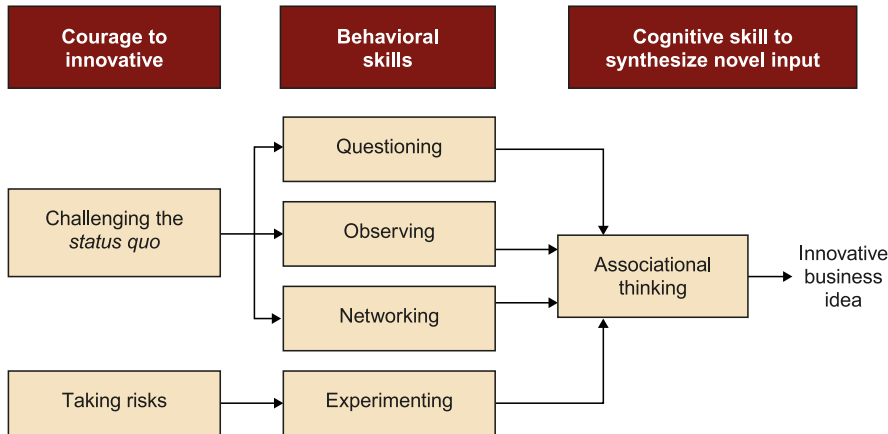 Courage to
innovative
Behavioral
skills
Cognitive skill to
synthesize novel input
Challenging the
status quo
Taking risks
Questioning
Observing
Networking
Experimenting
Associational
thinking
Innovative
business
idea